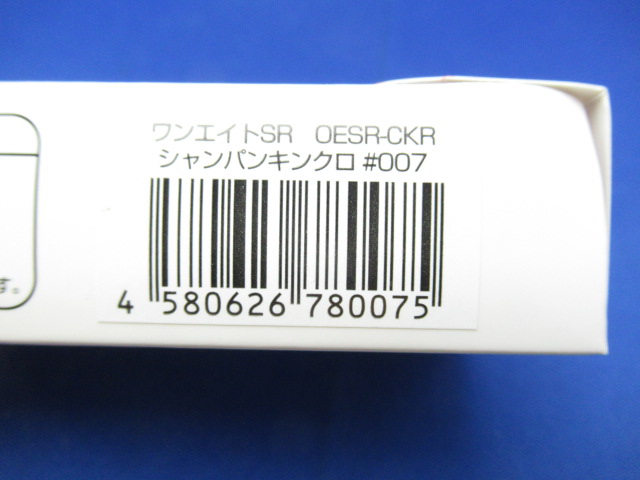 ワンエイトSR OESR-CKR
シャンパンキンクロ #007
4 580626 780075
す。